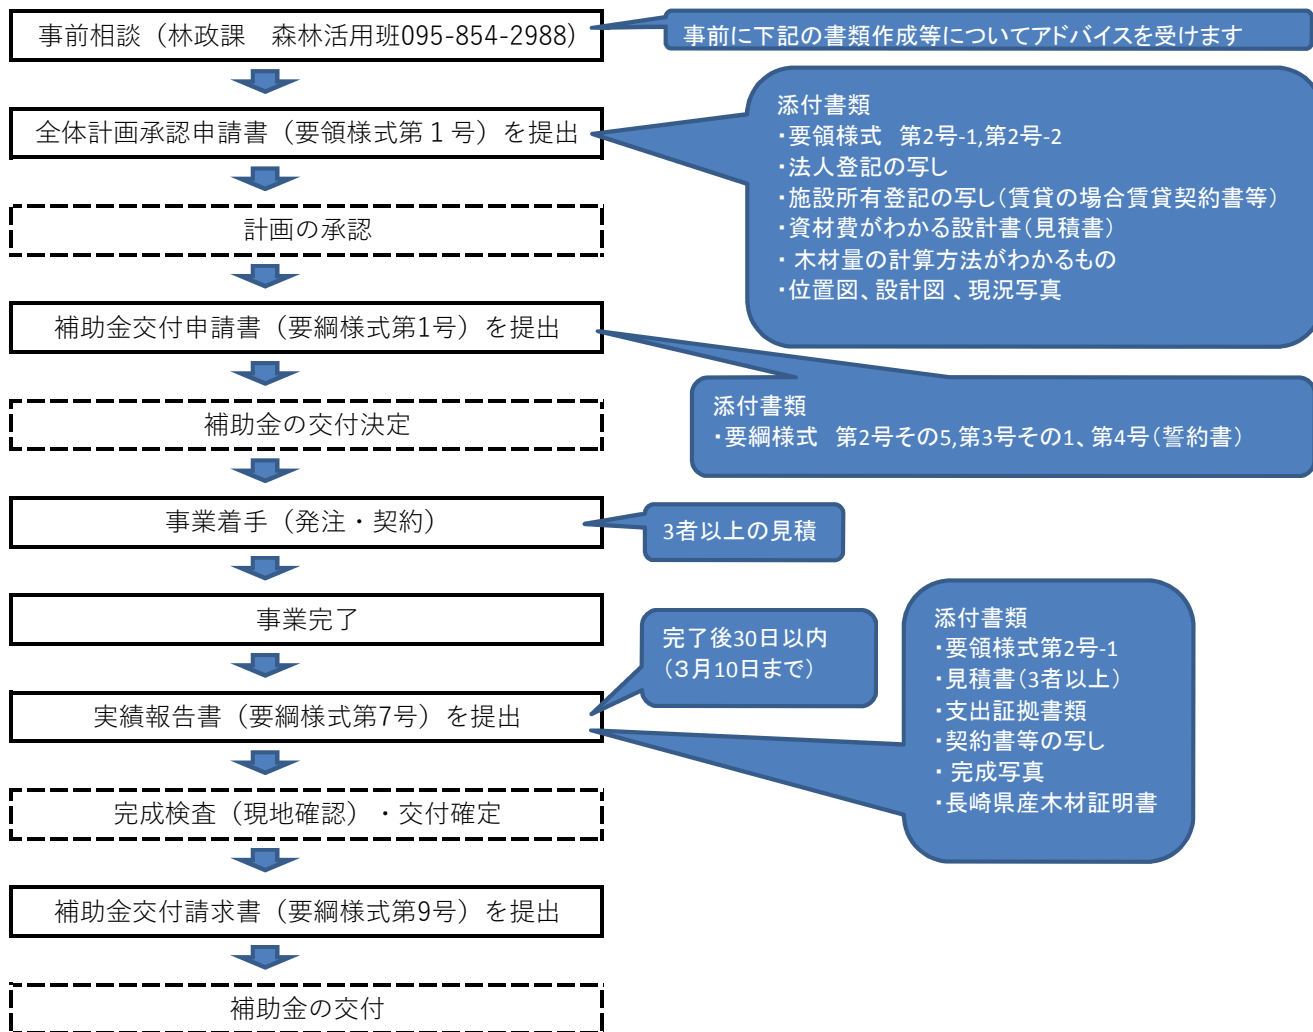 事前相談（林政課　森林活用班095-854-2988）
事前に下記の書類作成等についてアドバイスを受けます
全体計画承認申請書（要領様式第１号）を提出
添付書類
・要領様式　第2号-1,第2号-2
・法人登記の写し
・施設所有登記の写し（賃貸の場合賃貸契約書等）
・資材費がわかる設計書（見積書）
・ 木材量の計算方法がわかるもの
・位置図、設計図 、現況写真
計画の承認
補助金交付申請書（要綱様式第1号）を提出
添付書類
・要綱様式　第2号その5,第3号その1、第4号（誓約書）
補助金の交付決定
事業着手（発注・契約）
3者以上の見積
事業完了
完了後30日以内
（３月10日まで）
実績報告書（要綱様式第7号）を提出
添付書類
・要領様式第2号-1
・見積書（3者以上）
・支出証拠書類
・契約書等の写し
・ 完成写真
・長崎県産木材証明書
完成検査（現地確認）・交付確定
補助金交付請求書（要綱様式第9号）を提出
補助金の交付